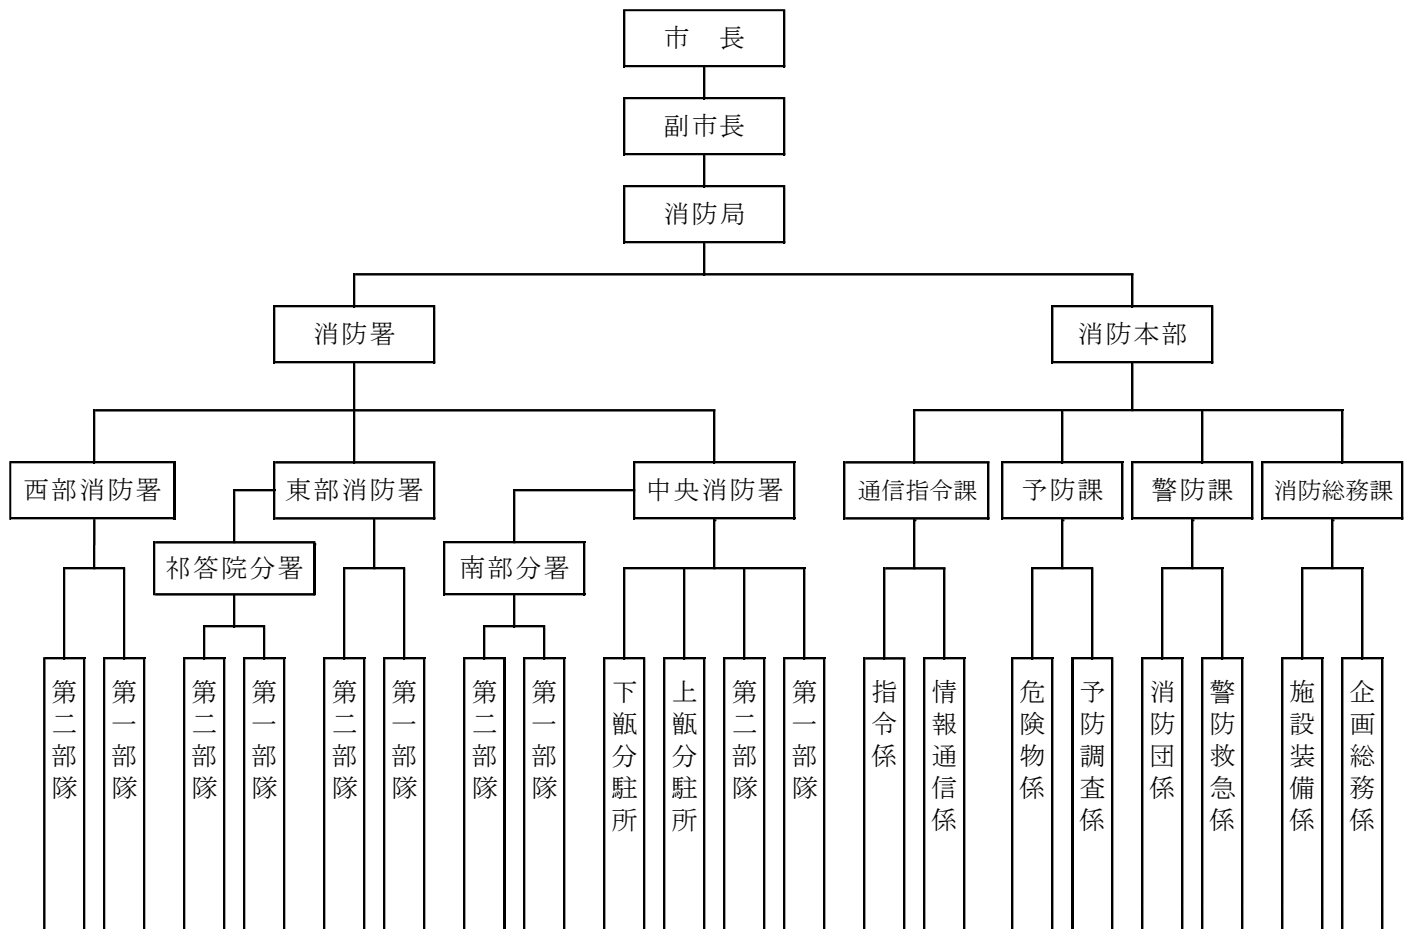 市　長
副市長
消防局
消防署
消防本部
西部消防署
東部消防署
中央消防署
通信指令課
予防課
警防課
消防総務課
祁答院分署
南部分署
第二部隊
第一部隊
第二部隊
第一部隊
第二部隊
第一部隊
第二部隊
第一部隊
下甑分駐所
上甑分駐所
第二部隊
第一部隊
指令係
情報通信係
危険物係
予防調査係
消防団係
警防救急係
施設装備係
企画総務係